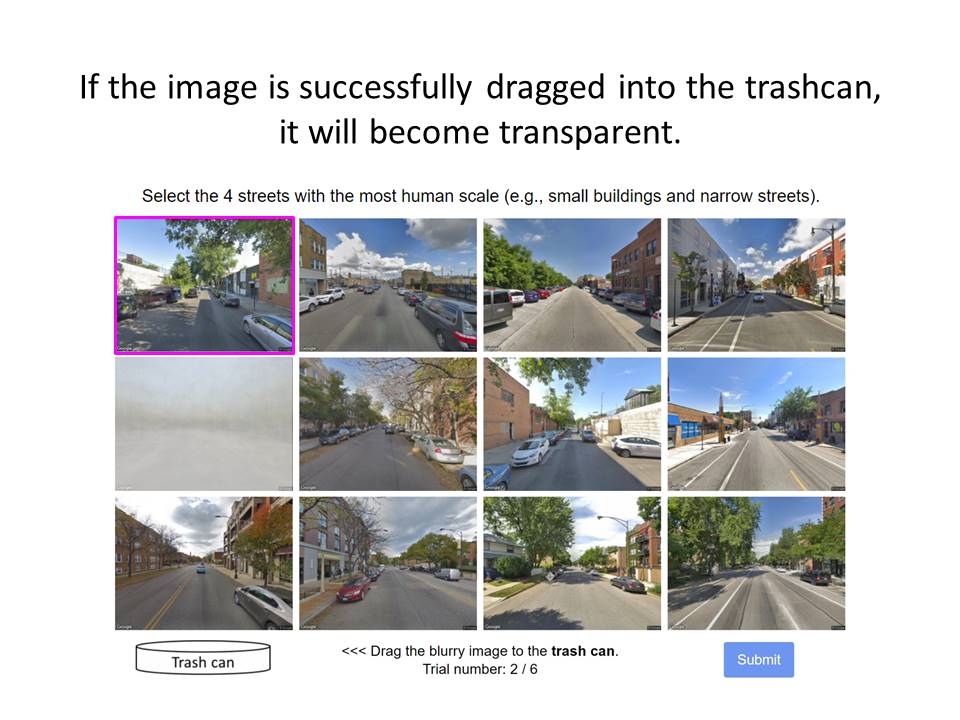 If the image is successfully dragged into the trashcan,
it will become transparent.
Select the 4 streets with the most human scale (e.g., small buildings and narrow streets).
Trash can
<<< Drag the blurry image to the trash can.
Trial number: 2 / 6
Submit